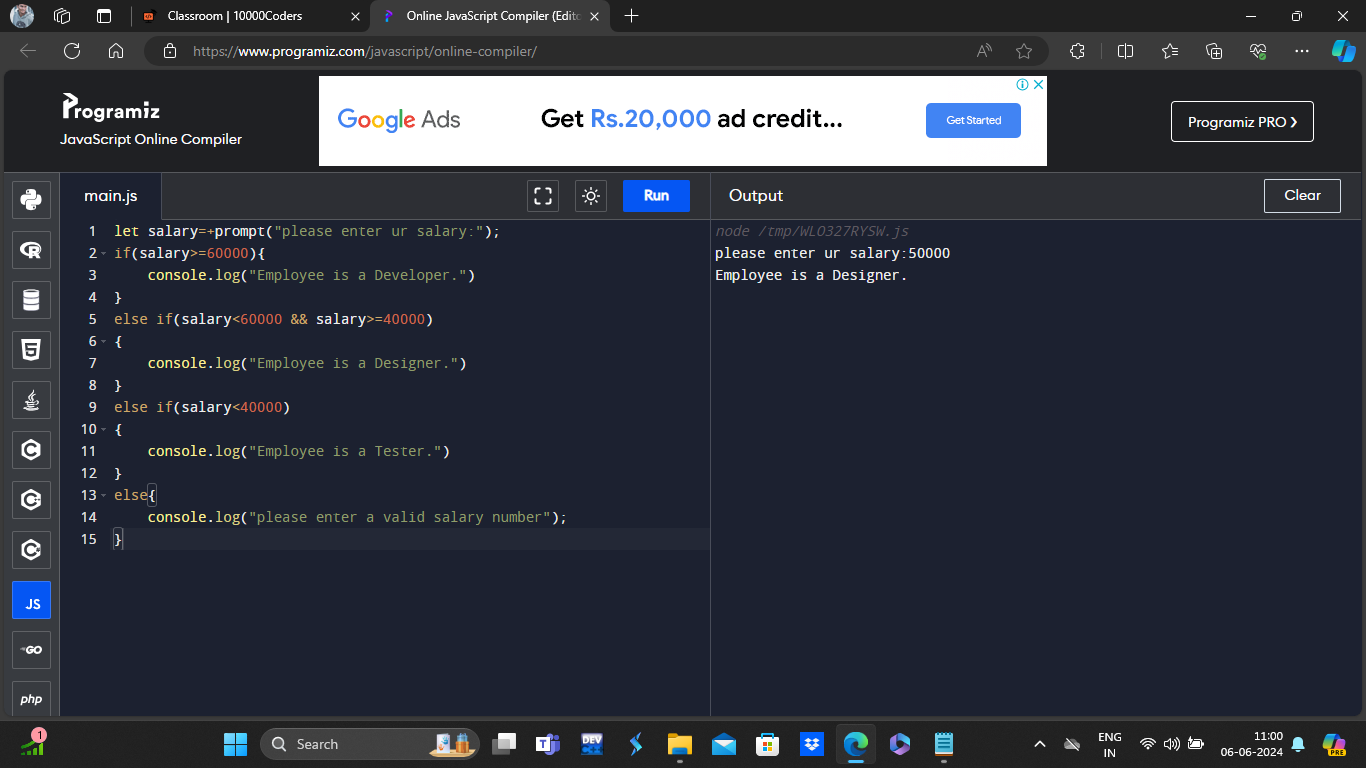 Classroom | 10000Coders
Online JavaScript Compiler (Edito
https://www.programiz.com/javascript/online-compiler/
Programiz
JavaScript Online Compiler
Google Ads
Get Rs.20,000 ad credit...
Get Started
Programiz PRO
main.js
Run
Output
Clear
1 let salary=+prompt("please enter ur salary:");
2 if(salary>=60000){
3 console.log("Employee is a Developer.")
4 }
5 else if(salary<60000 && salary>=40000)
6 {
7 console.log("Employee is a Designer.")
8 }
9 else if(salary<40000)
10 {
11 console.log("Employee is a Tester.")
12 }
13 else{
14 console.log("please enter a valid salary number");
15 }
node /tmp/WLO327RYSW.js
please enter ur salary:50000
Employee is a Designer.
JS
GO
php
1
Search
DEV
ENG
IN
11:00
06-06-2024
PRE